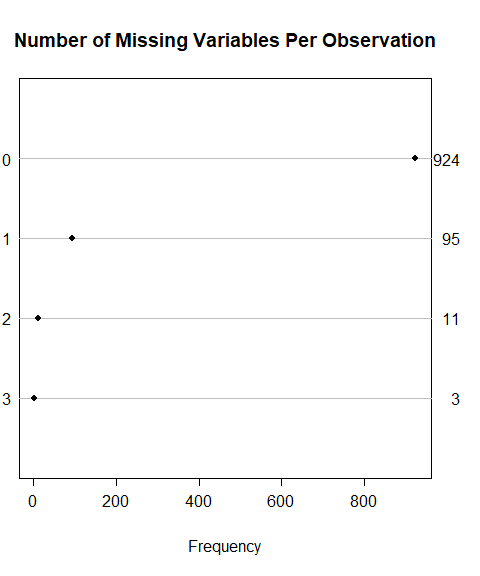 Number of Missing Variables Per Observation
0 924
1 95
2 11
3 3
0 200 400 600 800
Frequency